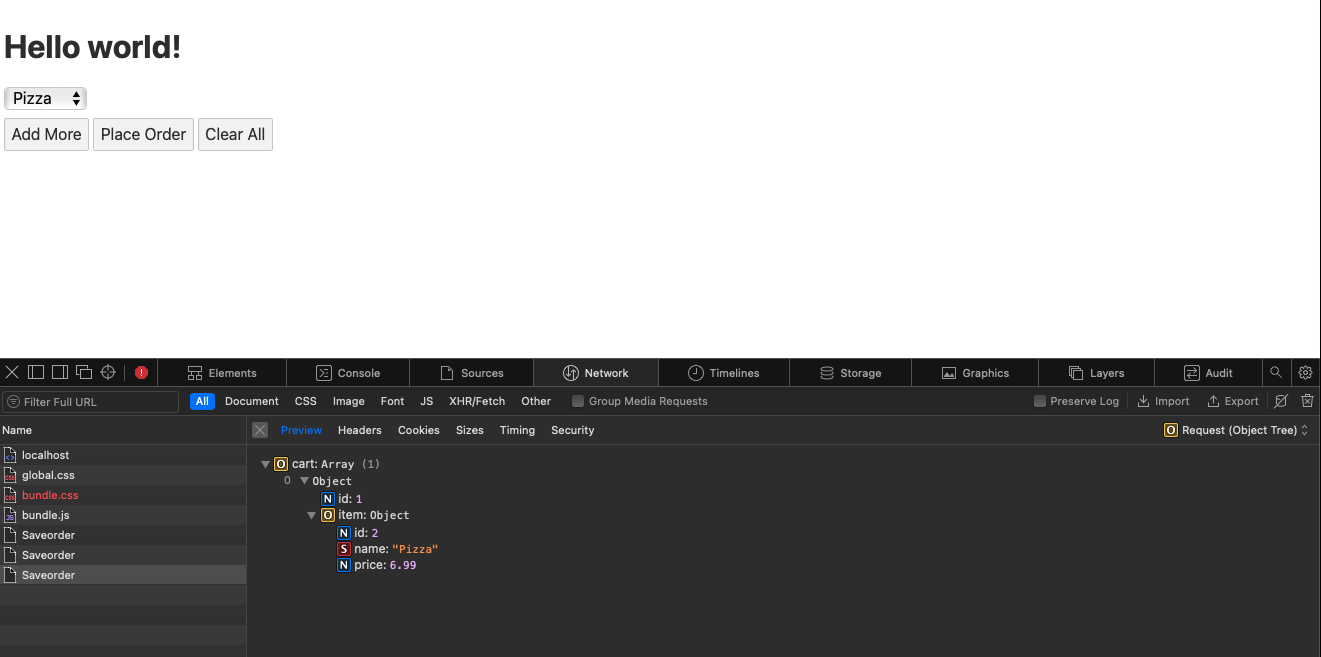 Hello world!
Pizza
Add More Place Order Clear All
Elements Console Sources Network Timelines Storage Graphics Layers Audit
Filter Full URL All Document CSS Image Font JS XHR/Fetch Other Group Media Requests Preserve Log Import Export
Name Preview Headers Cookies Sizes Timing Security O Request (Object Tree)
localhost
global.css
bundle.css
bundle.js
Saveorder
Saveorder
Saveorder
O cart: Array (1)
0 Object
N id: 1
O item: Object
N id: 2
S name: "Pizza"
N price: 6.99